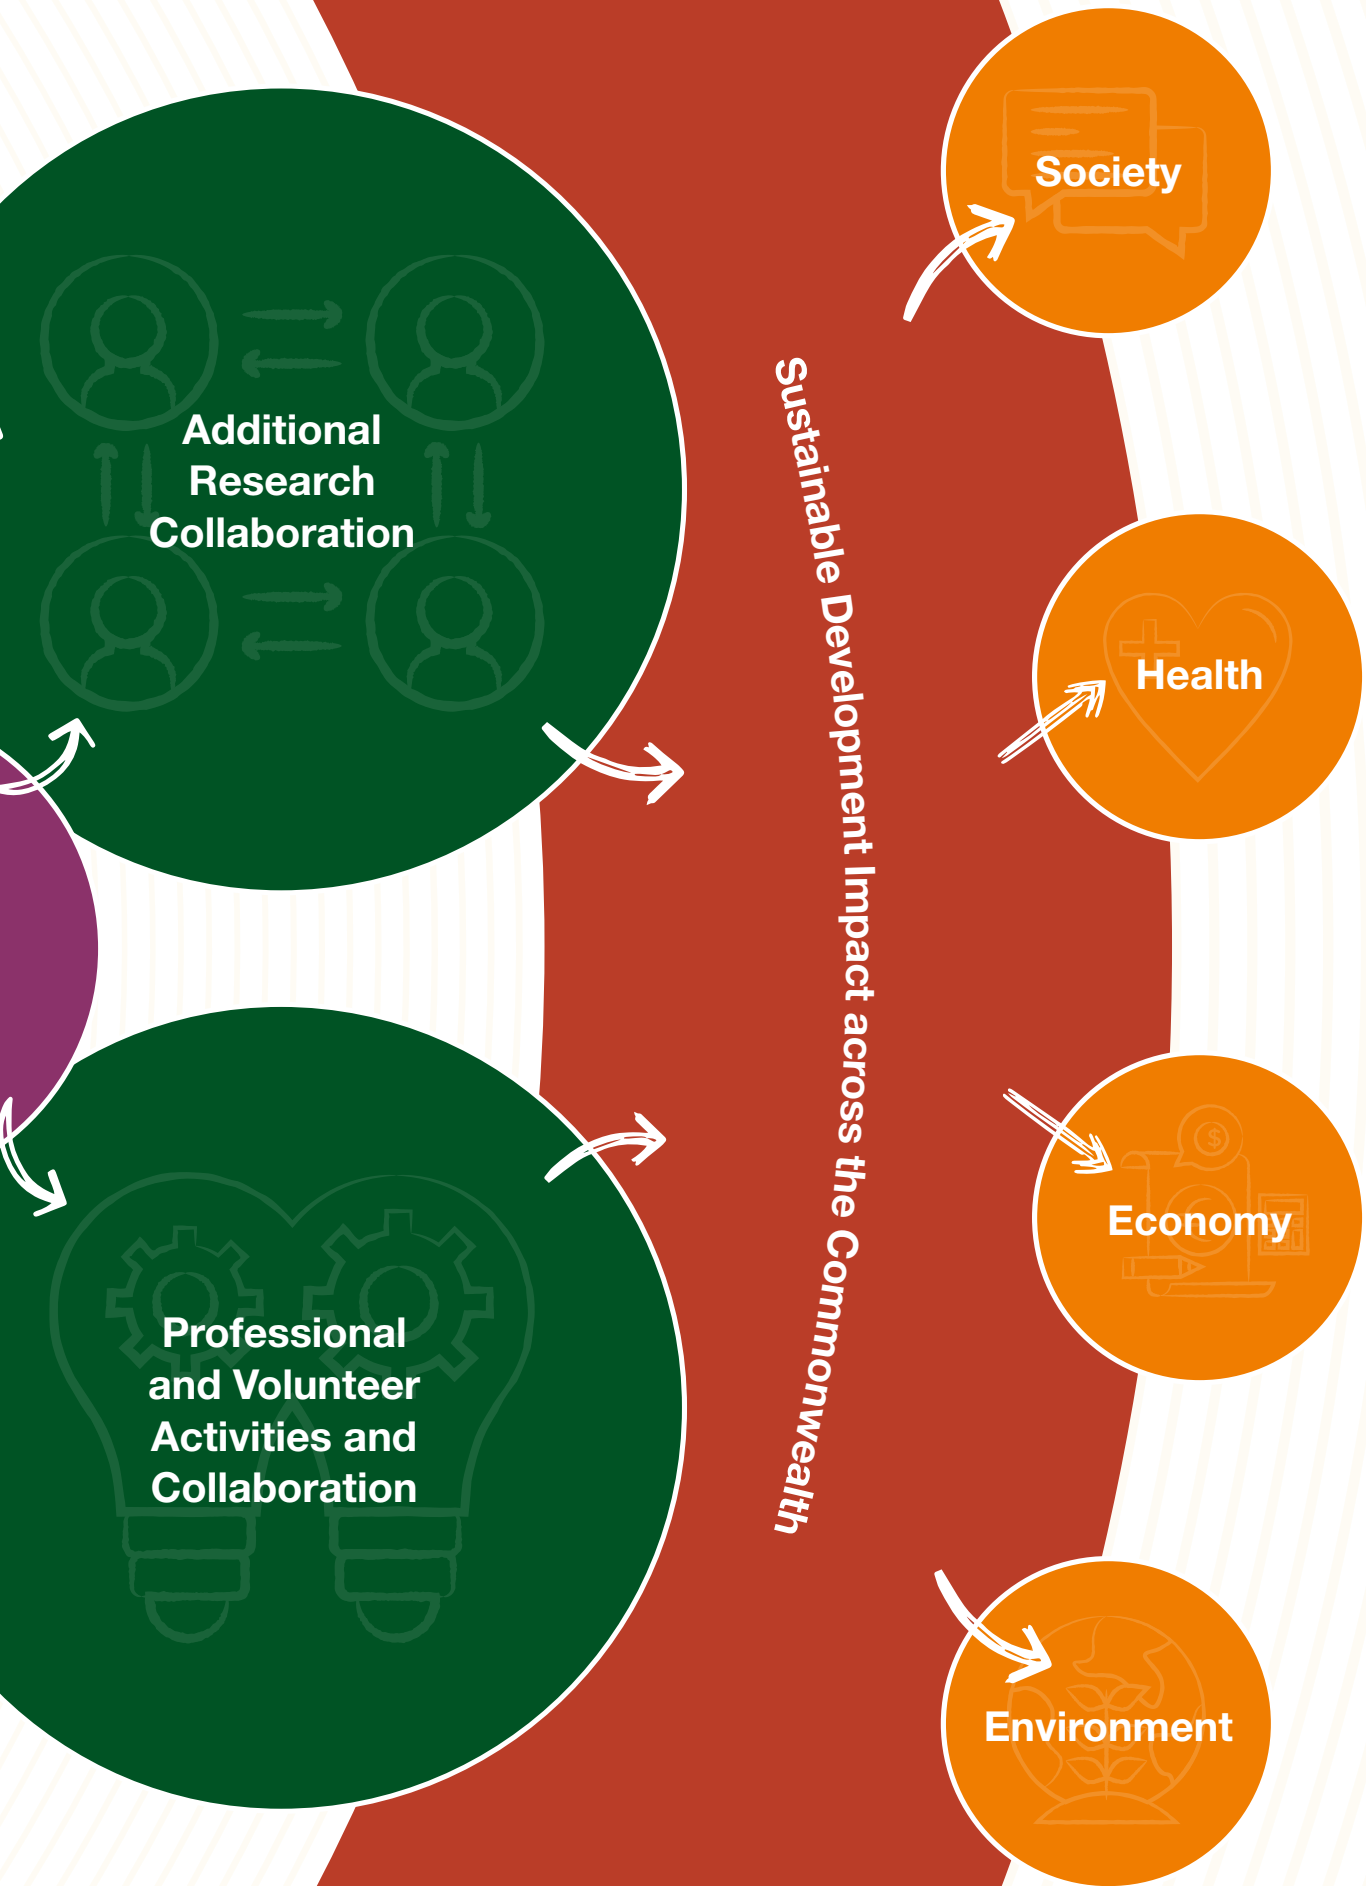 Additional
Research
Collaboration
Professional
and Volunteer
Activities and
Collaboration
Sustainable Development Impact across the Commonwealth
Society
Health
$
Economy
Environment